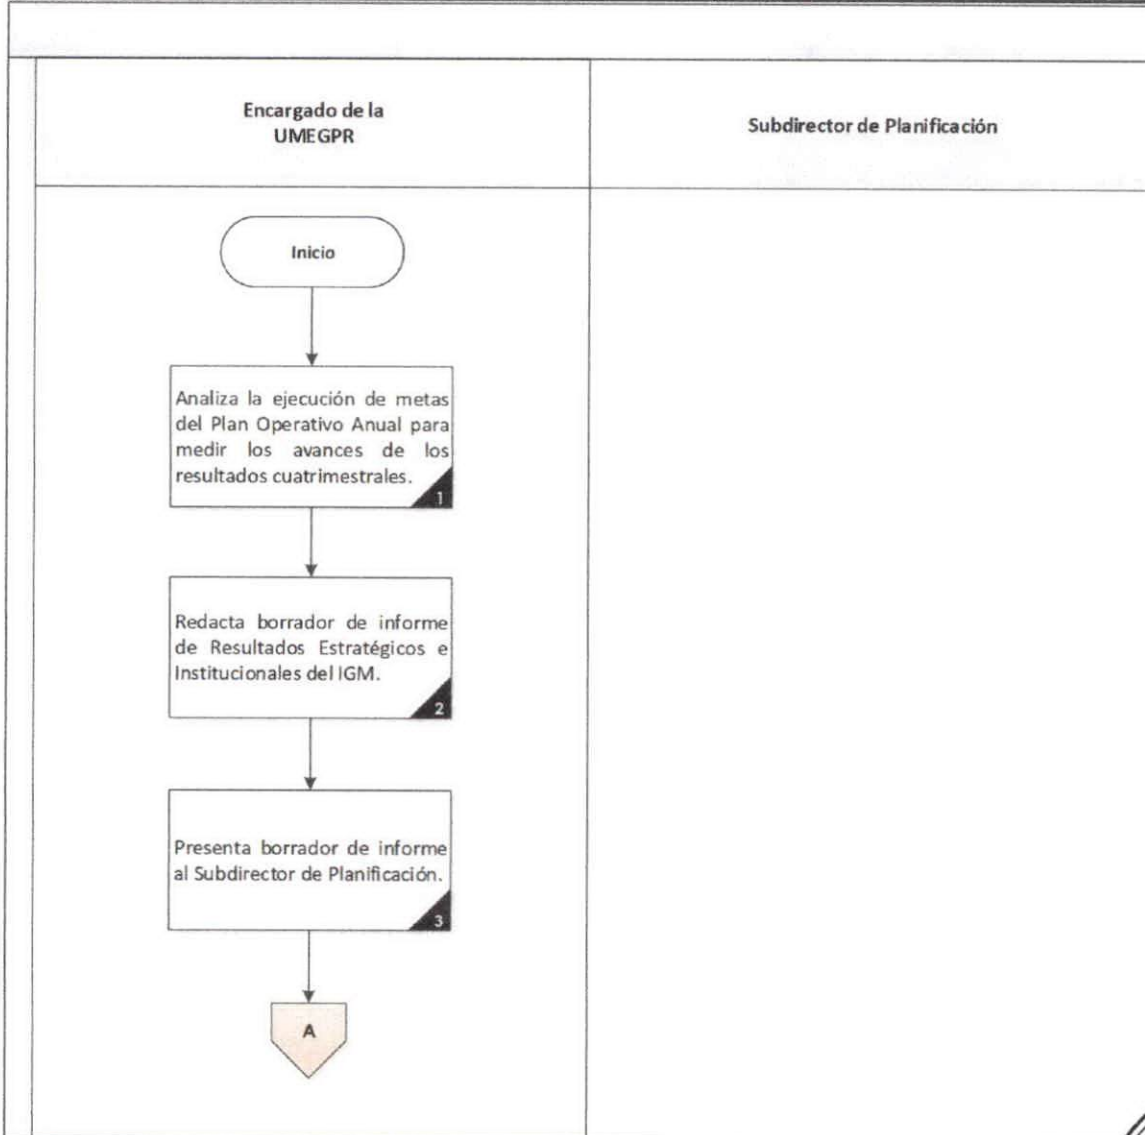 Encargado de la
UMEGPR
Subdirector de Planificación
Inicio
Analiza la ejecución de metas
del Plan Operativo Anual para
medir los avances de los
resultados cuatrimestrales.
1
Redacta borrador de informe
de Resultados Estratégicos e
Institucionales del IGM.
2
Presenta borrador de informe
al Subdirector de Planificación.
3
A